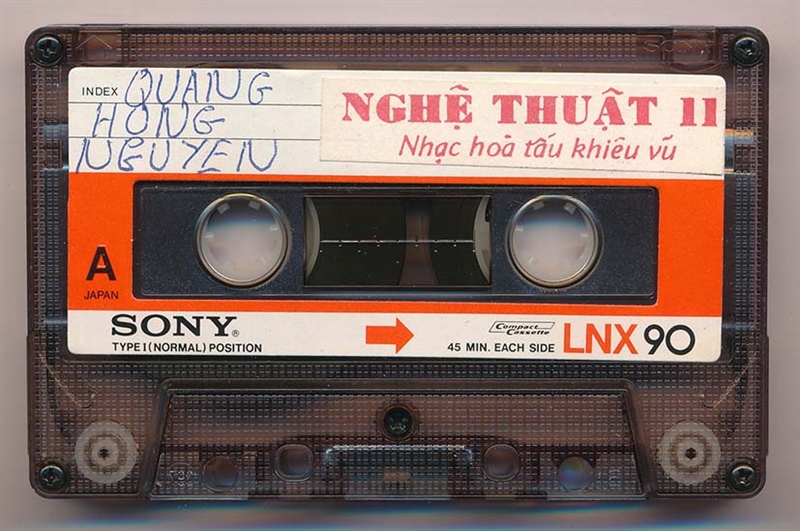 SONY
INDEX QUANG
HONG
NGUYEN
NGHỆ THUẬT 11
Nhạc hoà tấu khiêu vũ
A
JAPAN
SONY®
TYPE I (NORMAL) POSITION
Compact
Cassette
45 MIN. EACH SIDE LNX 90